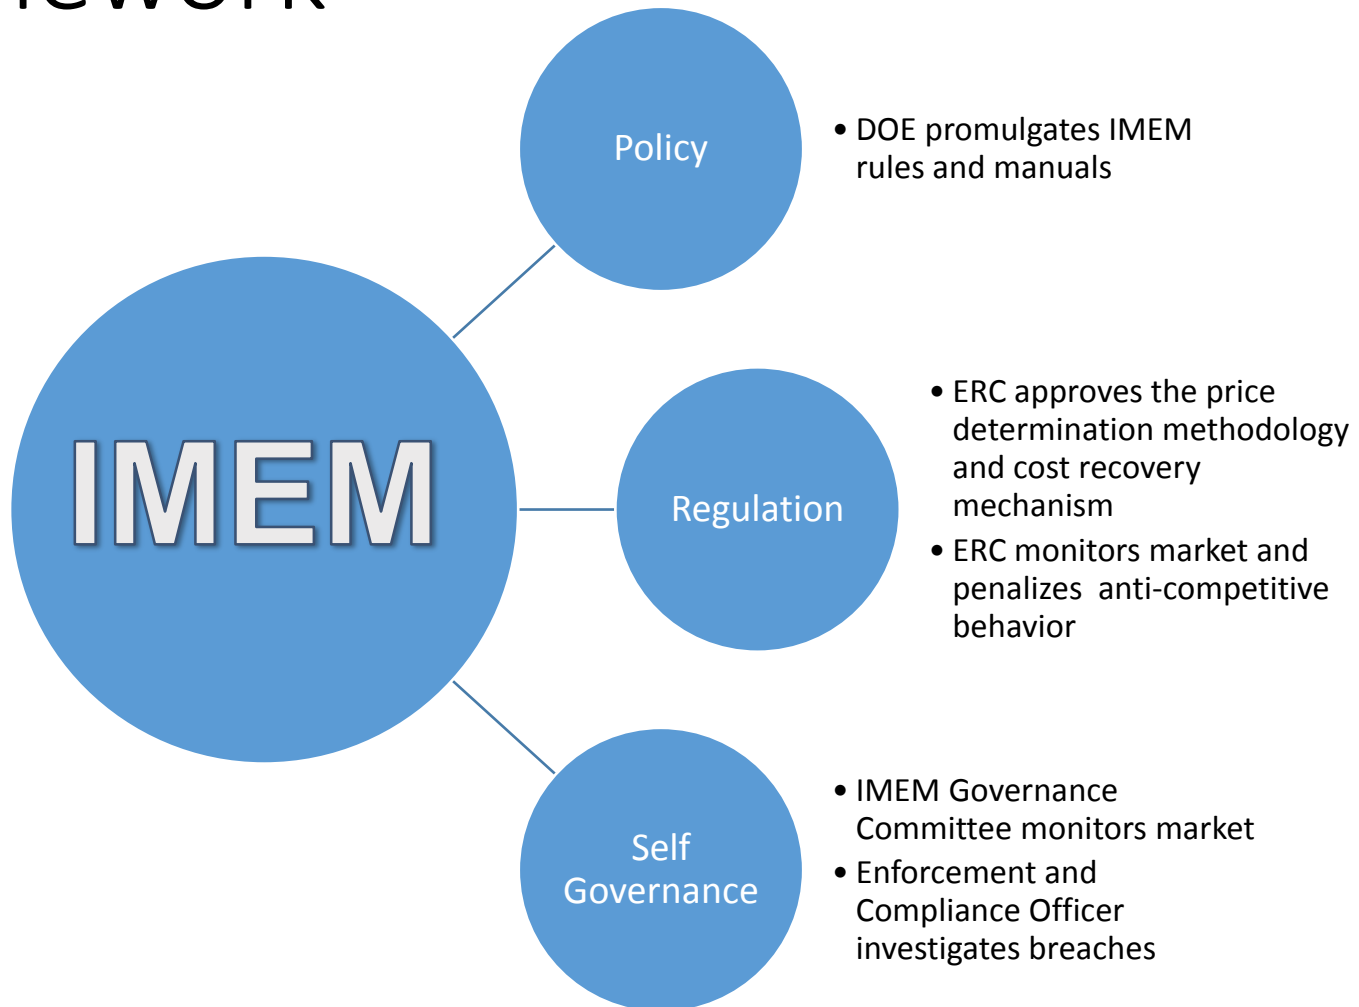 IMEM
Policy
• DOE promulgates IMEM
rules and manuals
Regulation
• ERC approves the price
determination methodology
and cost recovery
mechanism
• ERC monitors market and
penalizes  anti-competitive
behavior
Self
Governance
• IMEM Governance
Committee monitors market
• Enforcement and
Compliance Officer
investigates breaches